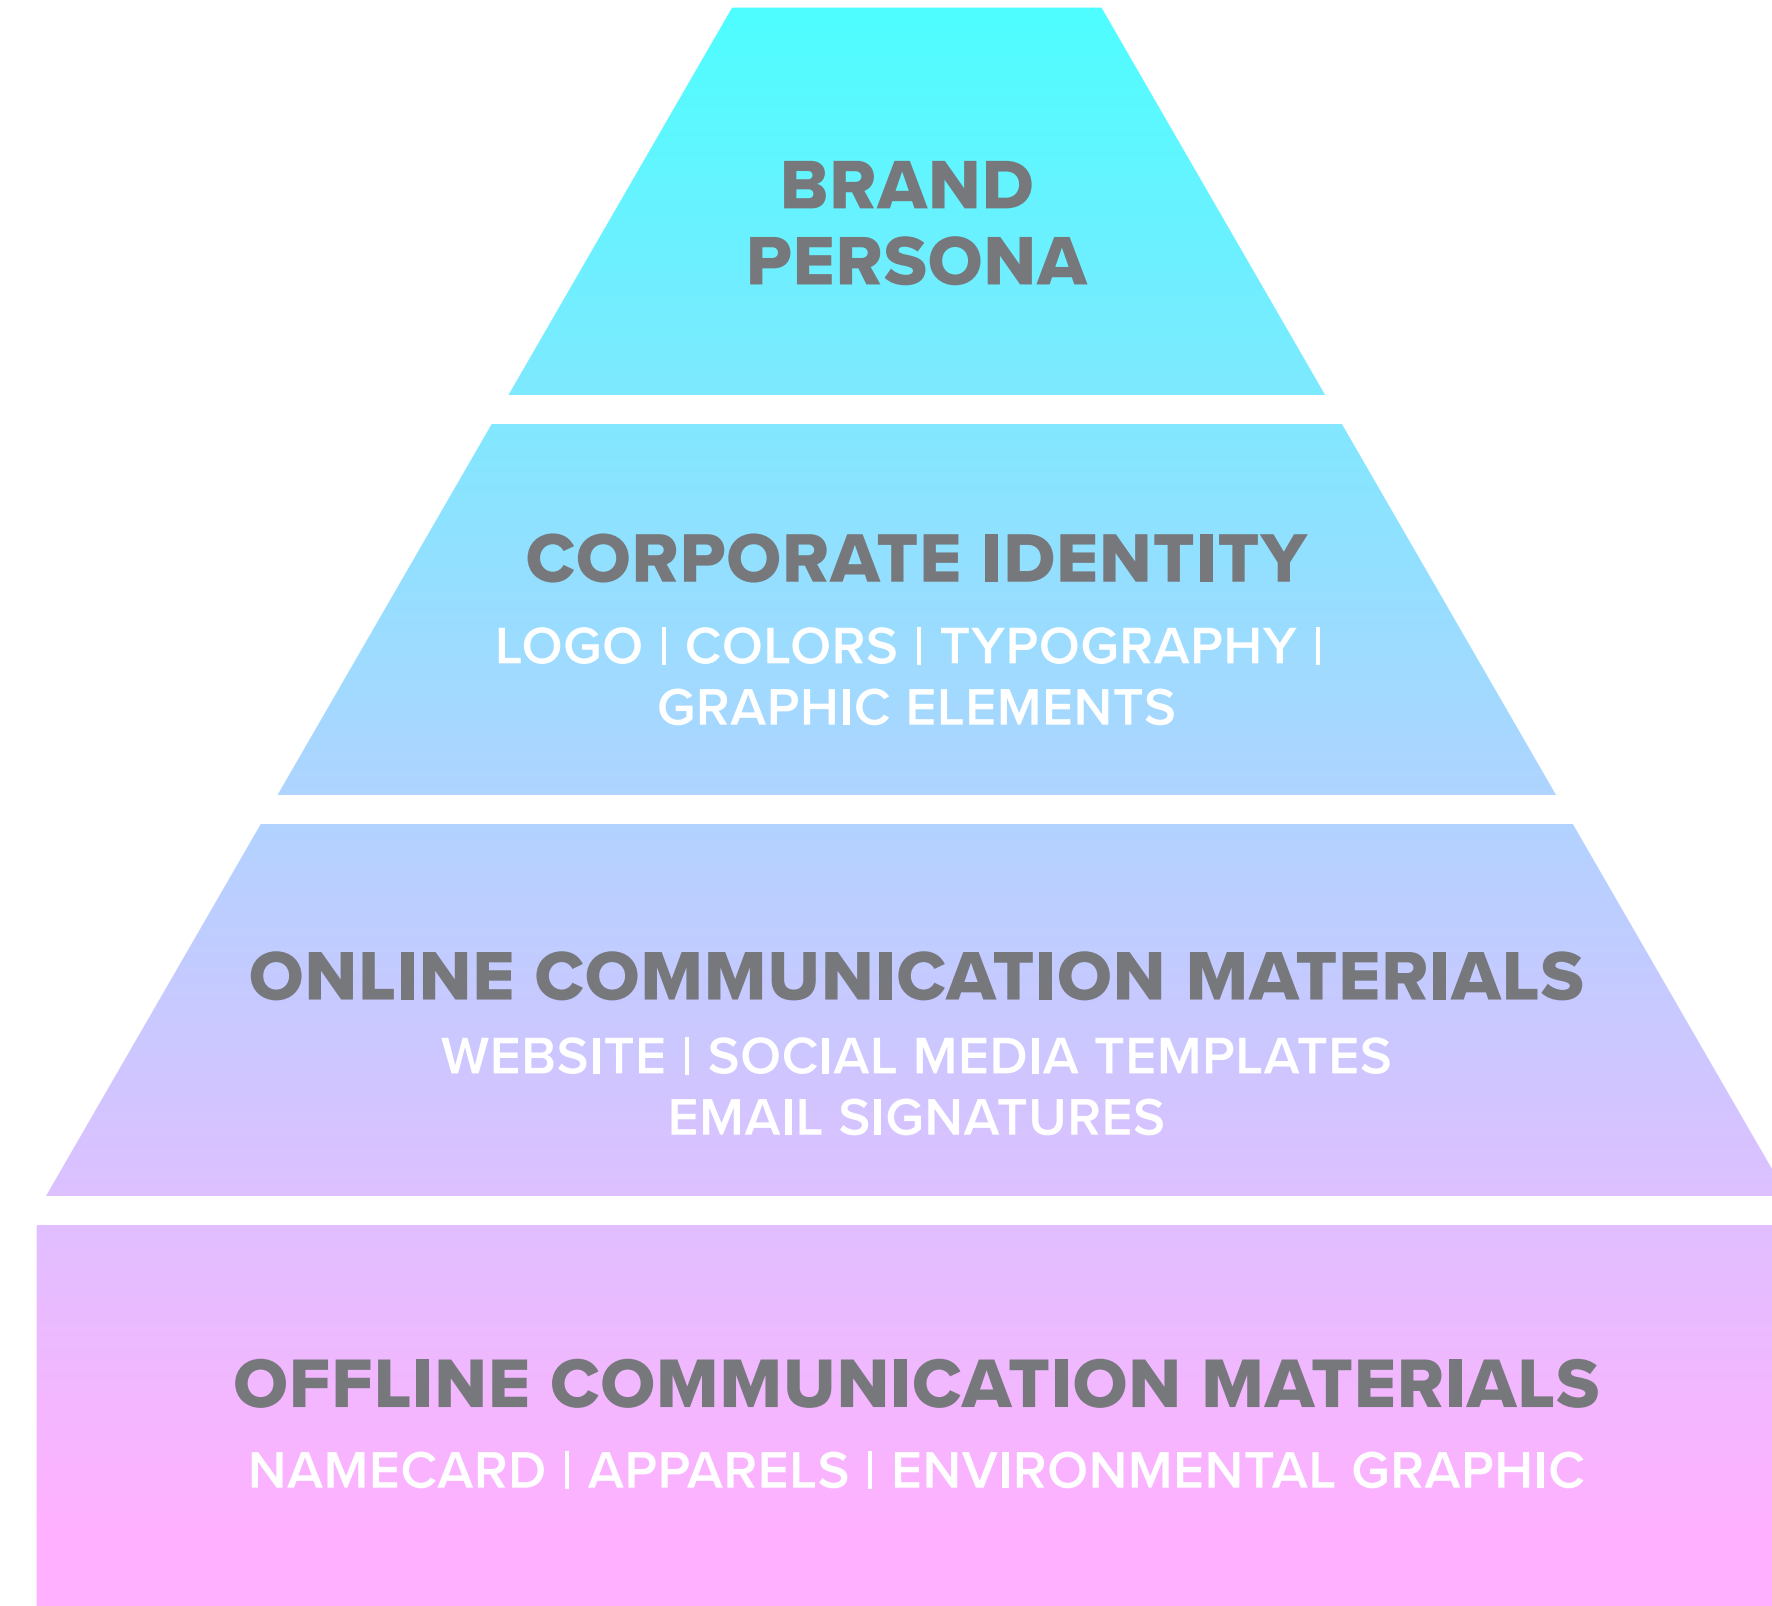 BRAND
PERSONA
CORPORATE IDENTITY
LOGO | COLORS | TYPOGRAPHY |
GRAPHIC ELEMENTS
ONLINE COMMUNICATION MATERIALS
WEBSITE | SOCIAL MEDIA TEMPLATES
EMAIL SIGNATURES
OFFLINE COMMUNICATION MATERIALS
NAMECARD | APPARELS | ENVIRONMENTAL GRAPHIC